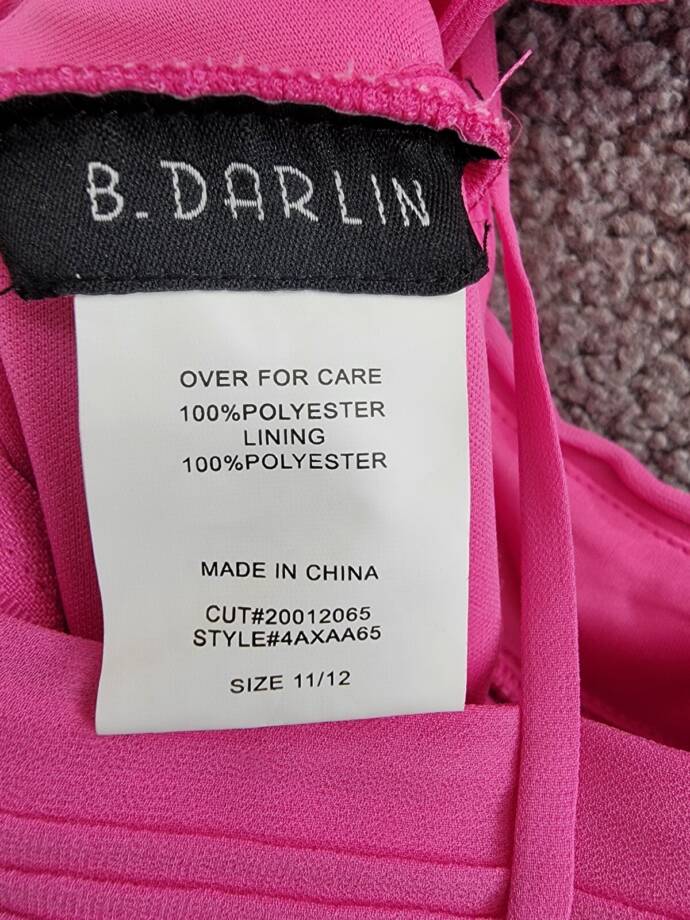 B. DARLIN
OVER FOR CARE
100%POLYESTER
LINING
100%POLYESTER
MADE IN CHINA
CUT#20012065
STYLE#4AXAA65
SIZE 11/12